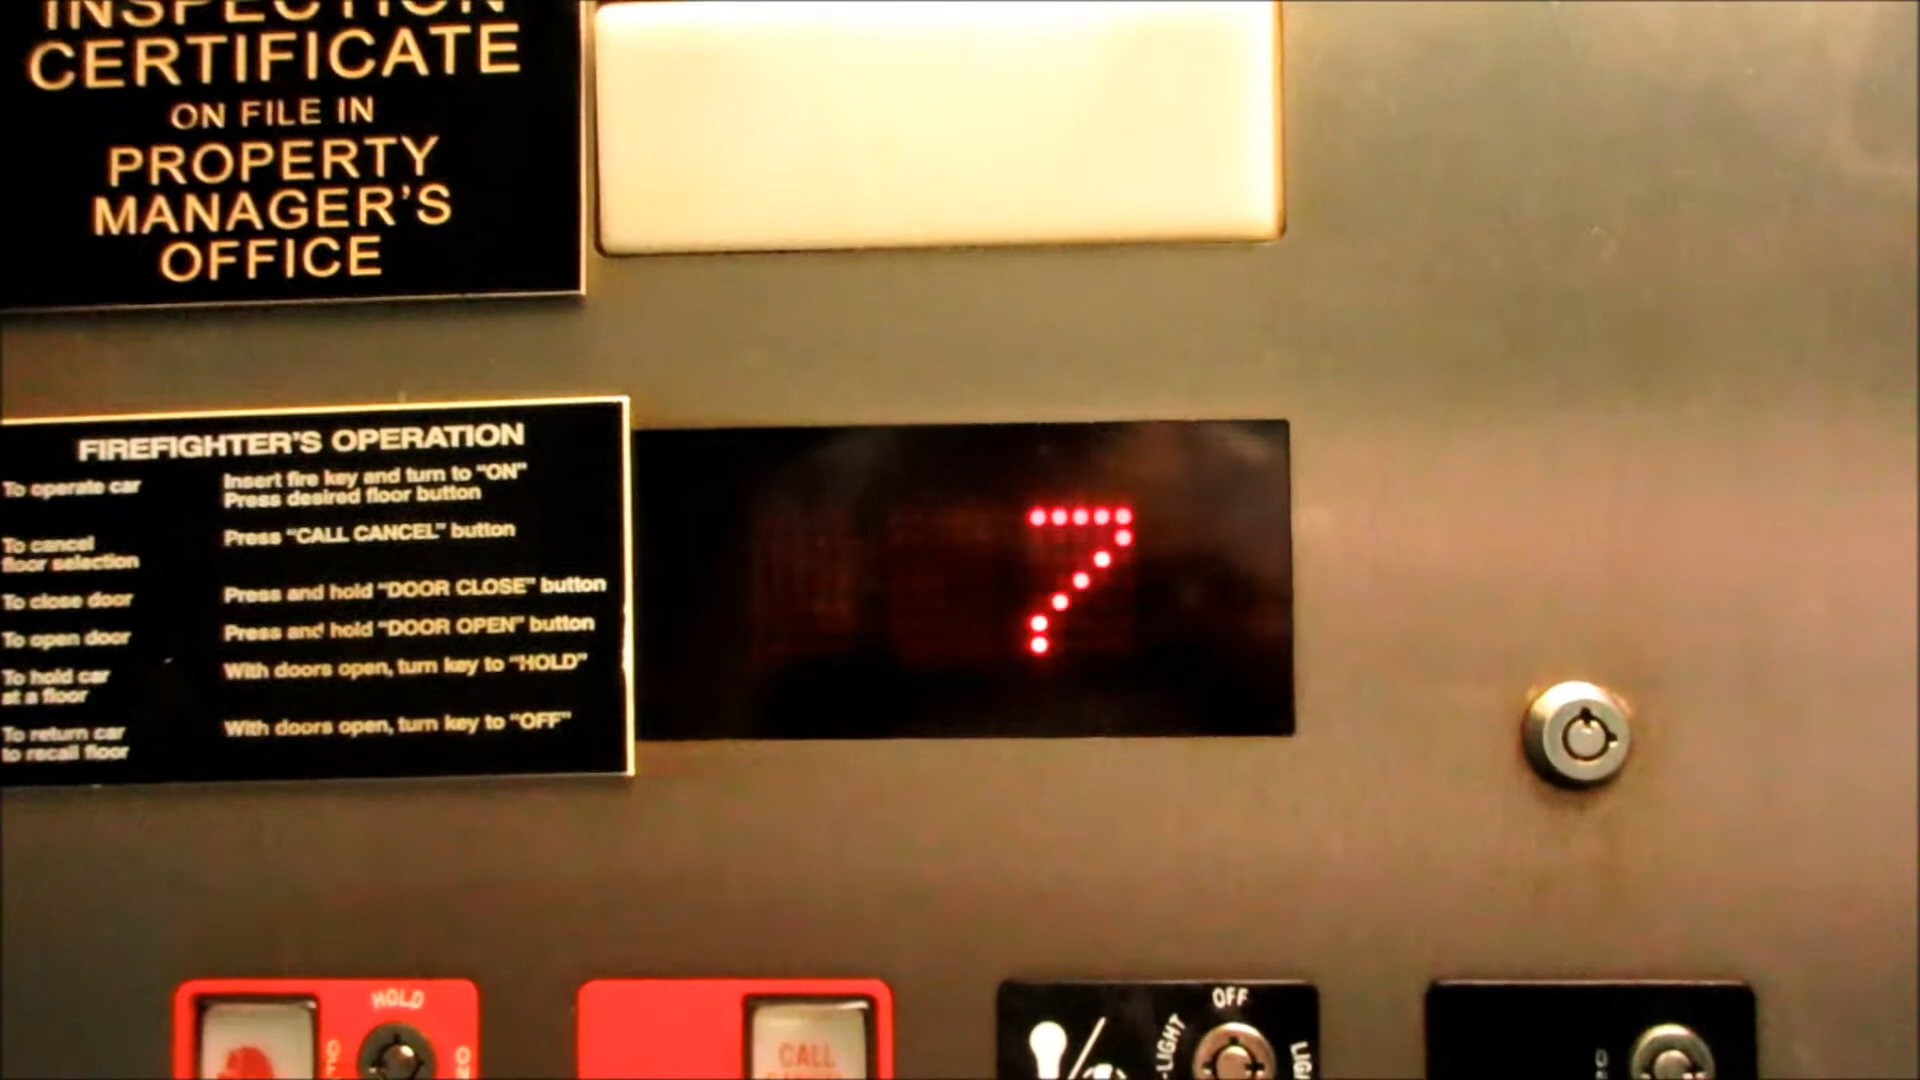 INSPECTION
CERTIFICATE
ON FILE IN
PROPERTY
MANAGER'S
OFFICE
FIREFIGHTER'S OPERATION
To operate car
Insert fire key and turn to "ON"
Press desired floor button
To cancel
floor selection
Press "CALL CANCEL" button
To close door
Press and hold "DOOR CLOSE" button
To open door
Press and hold "DOOR OPEN" button
To hold car
at a floor
With doors open, turn key to "HOLD"
To return car
to recall floor
With doors open, turn key to "OFF"
7
HOLD
CALL
OFF